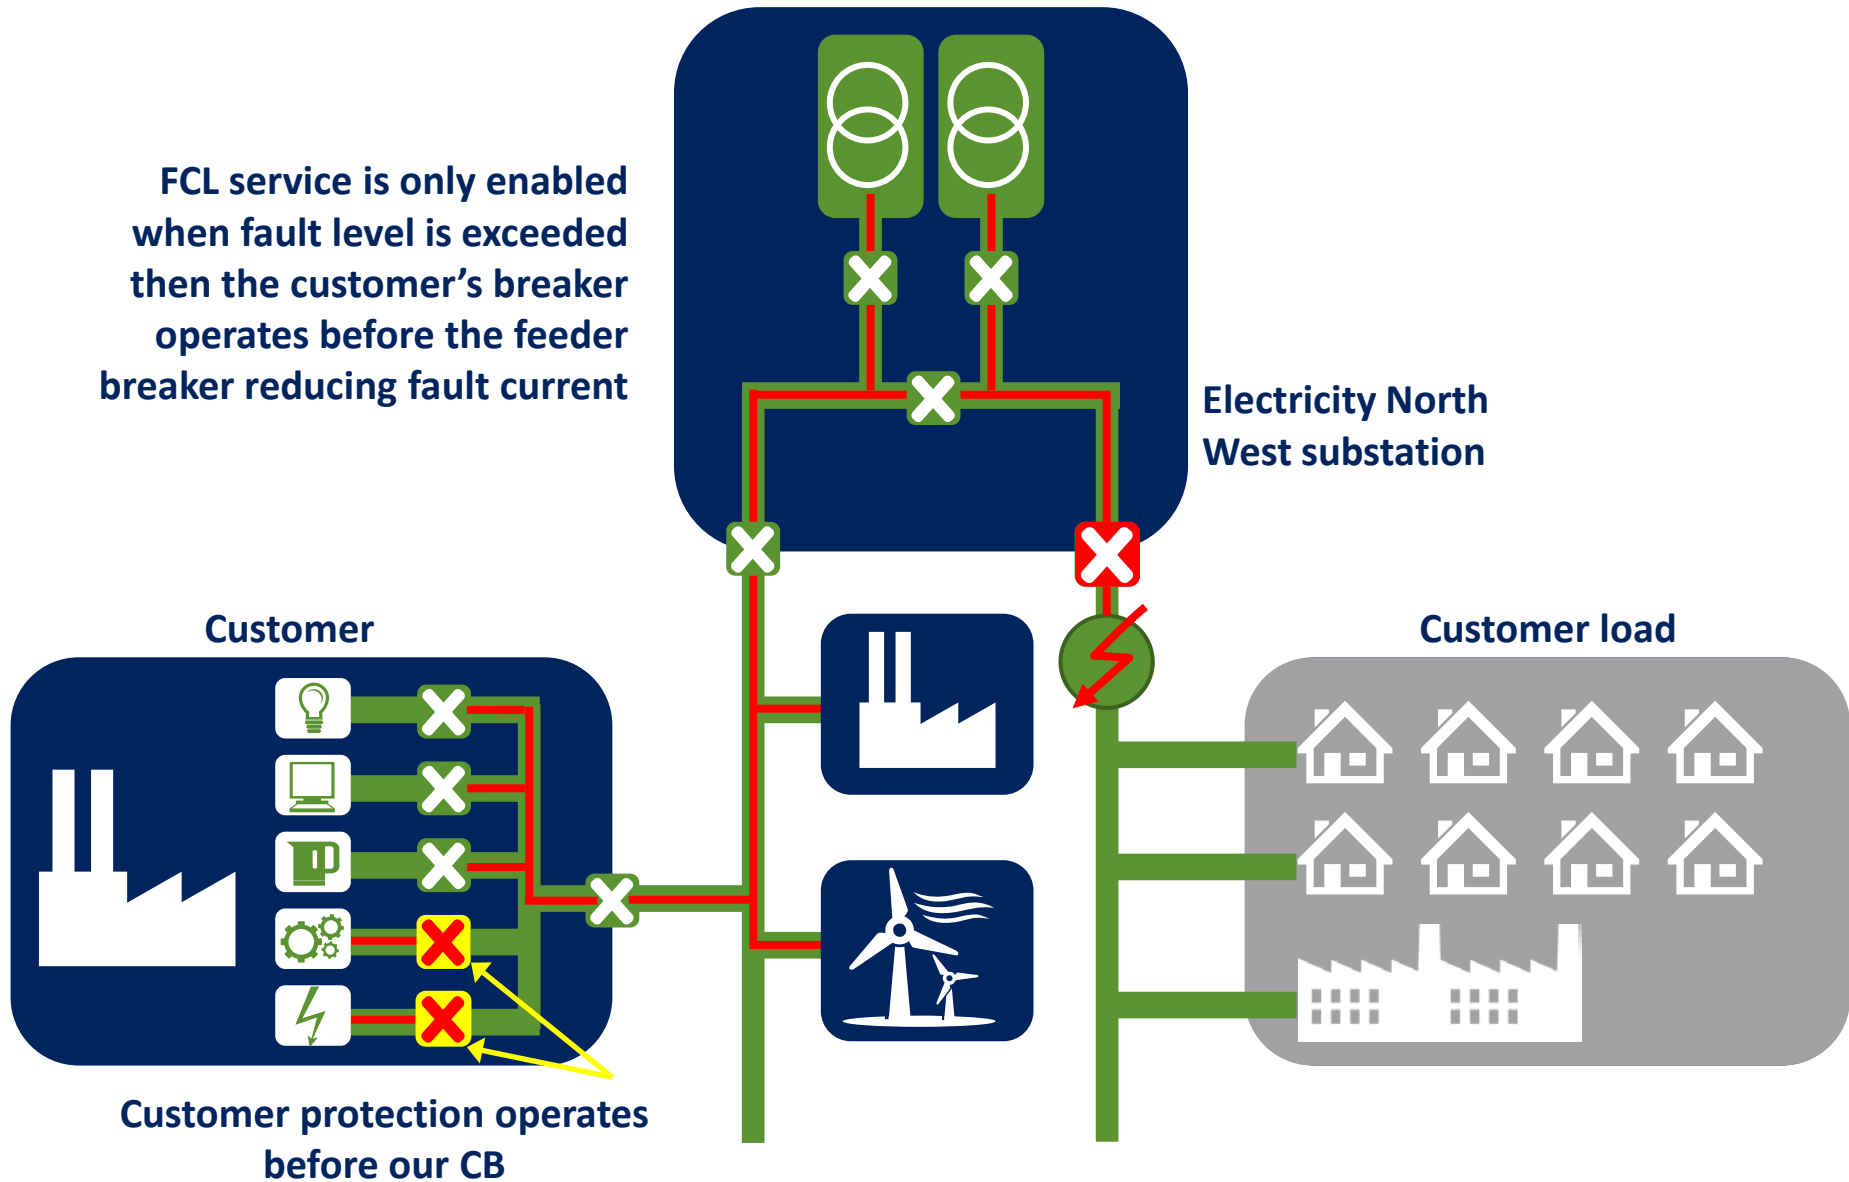 FCL service is only enabled
when fault level is exceeded
then the customer’s breaker
operates before the feeder
breaker reducing fault current
Electricity North
West substation
Customer
Customer load
Customer protection operates
before our CB